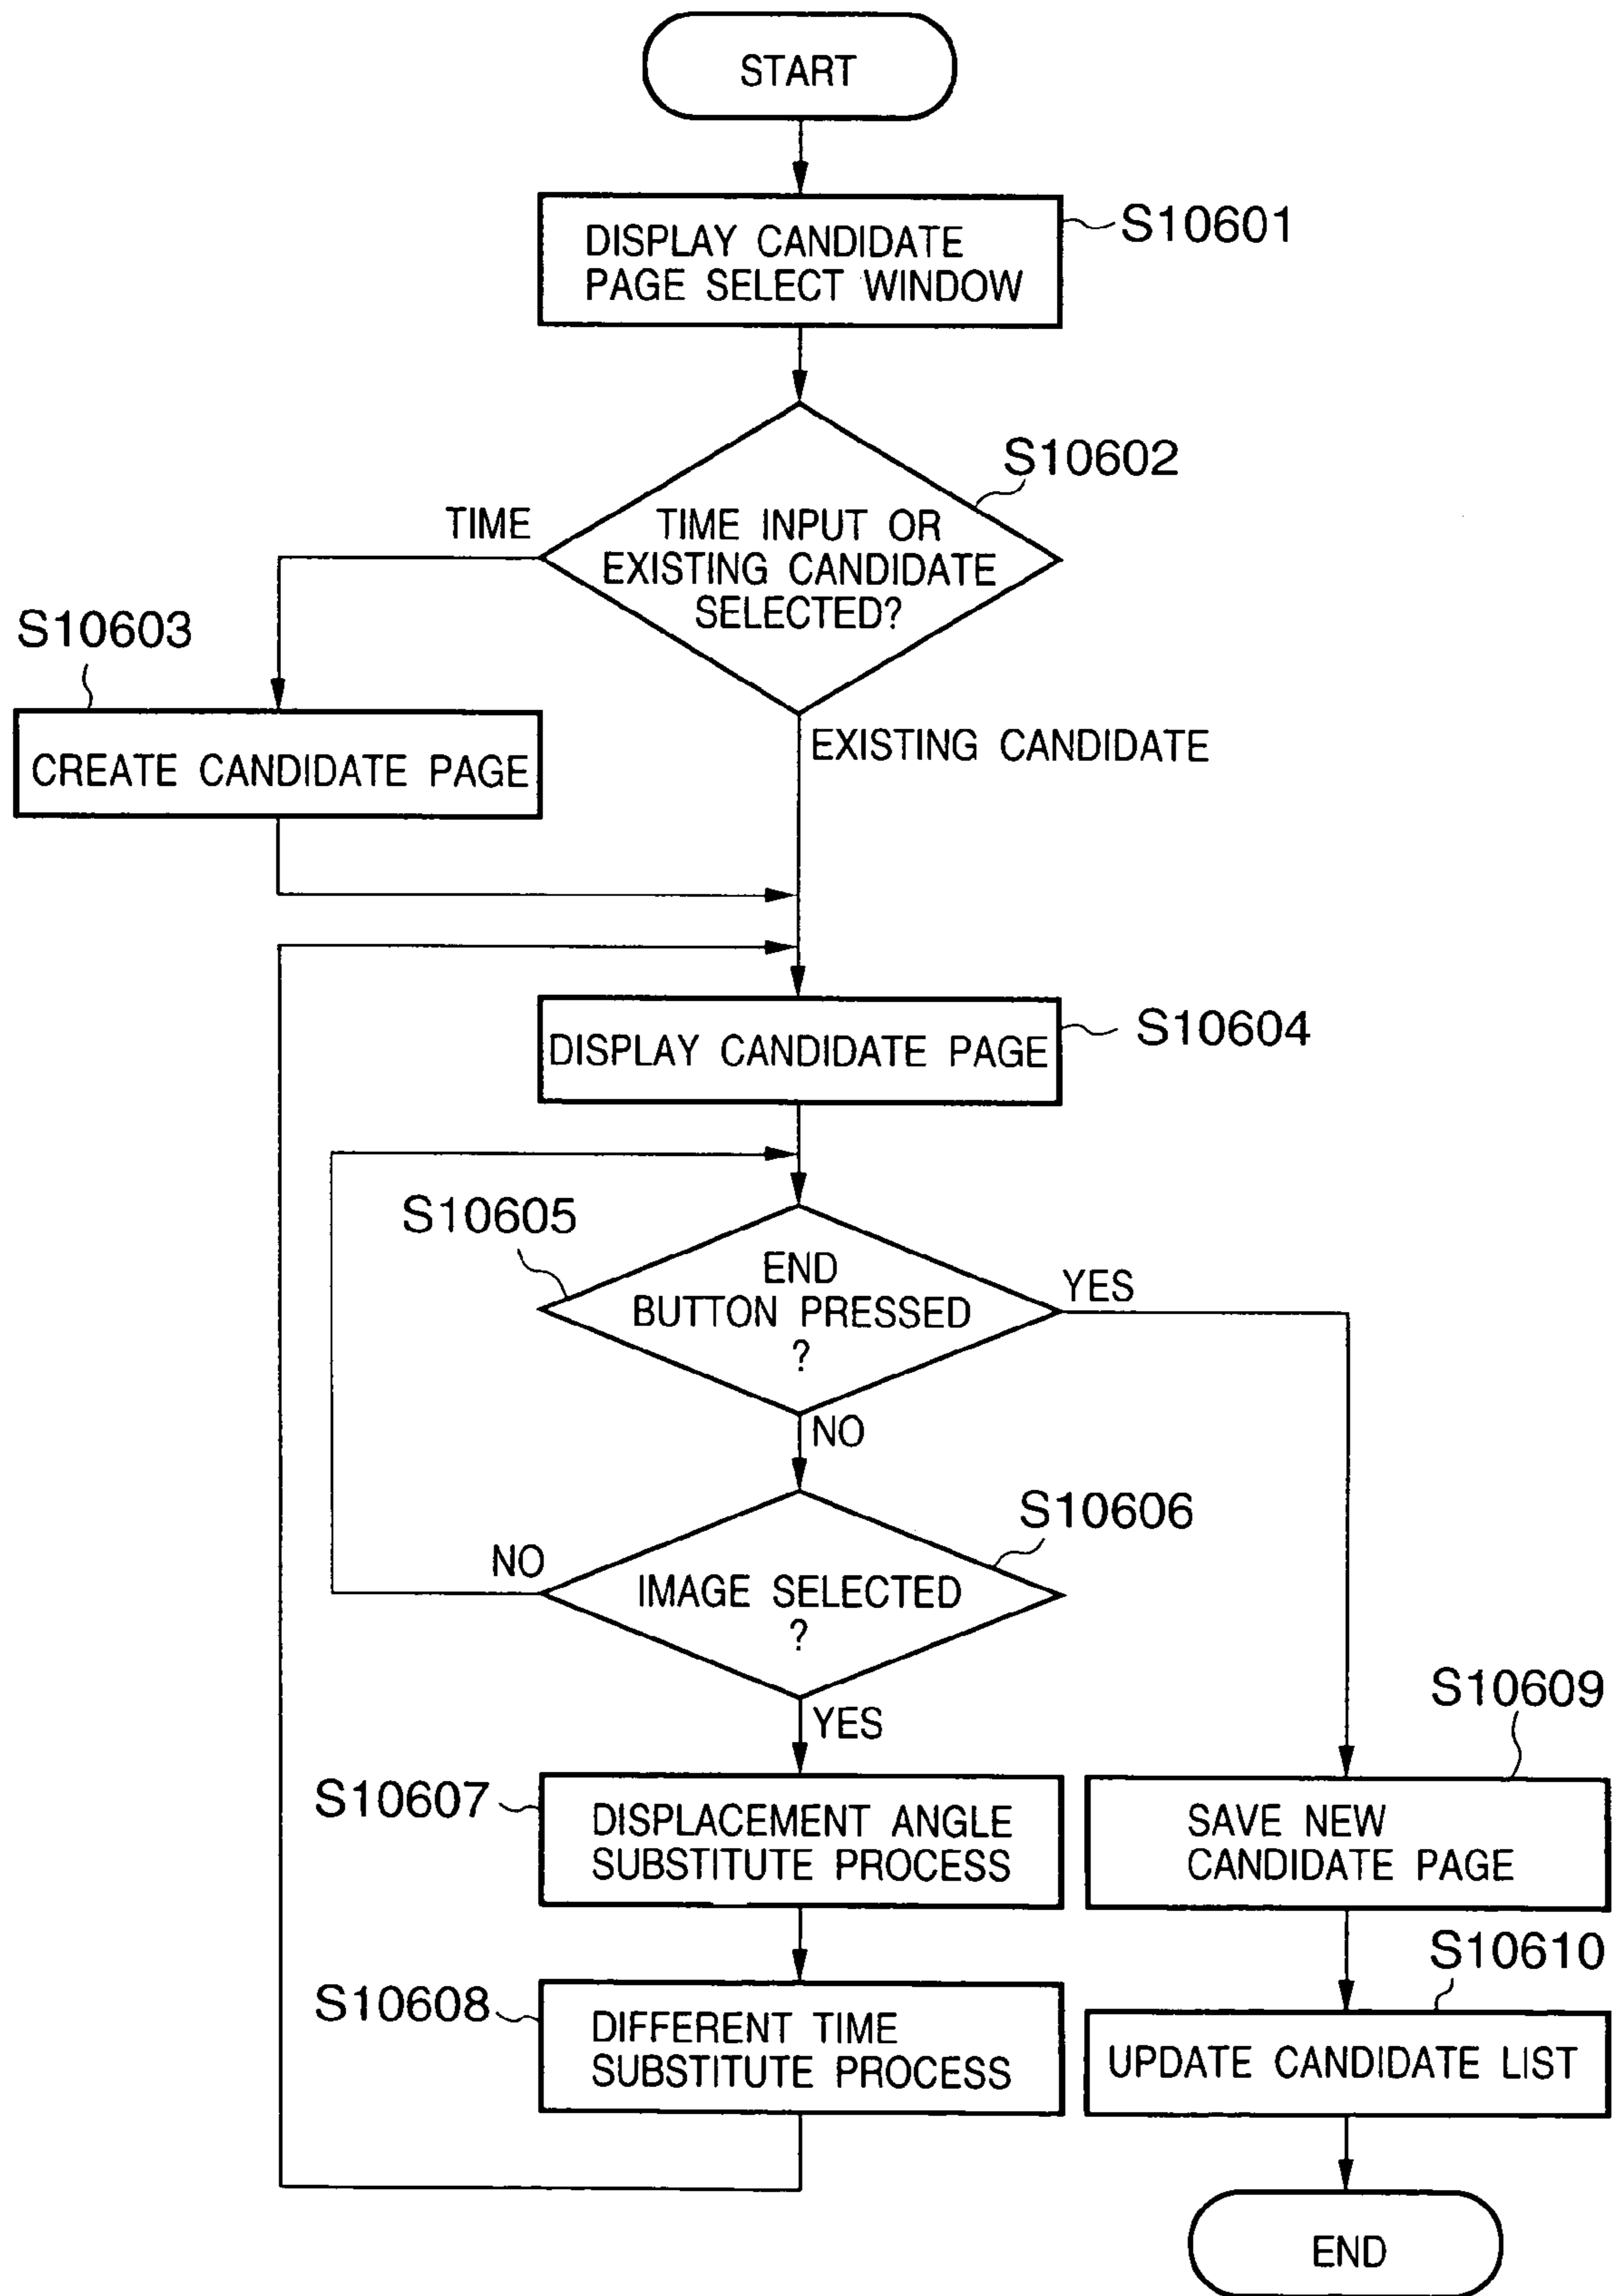 START
S10601
DISPLAY CANDIDATE
PAGE SELECT WINDOW
S10602
TIME
TIME INPUT OR
EXISTING CANDIDATE
SELECTED?
S10603
CREATE CANDIDATE PAGE
EXISTING CANDIDATE
S10604
DISPLAY CANDIDATE PAGE
S10605
END
BUTTON PRESSED
?
YES
NO
S10606
NO
IMAGE SELECTED
?
YES
S10607
DISPLACEMENT ANGLE
SUBSTITUTE PROCESS
S10609
SAVE NEW
CANDIDATE PAGE
S10608
DIFFERENT TIME
SUBSTITUTE PROCESS
S10610
UPDATE CANDIDATE LIST
END